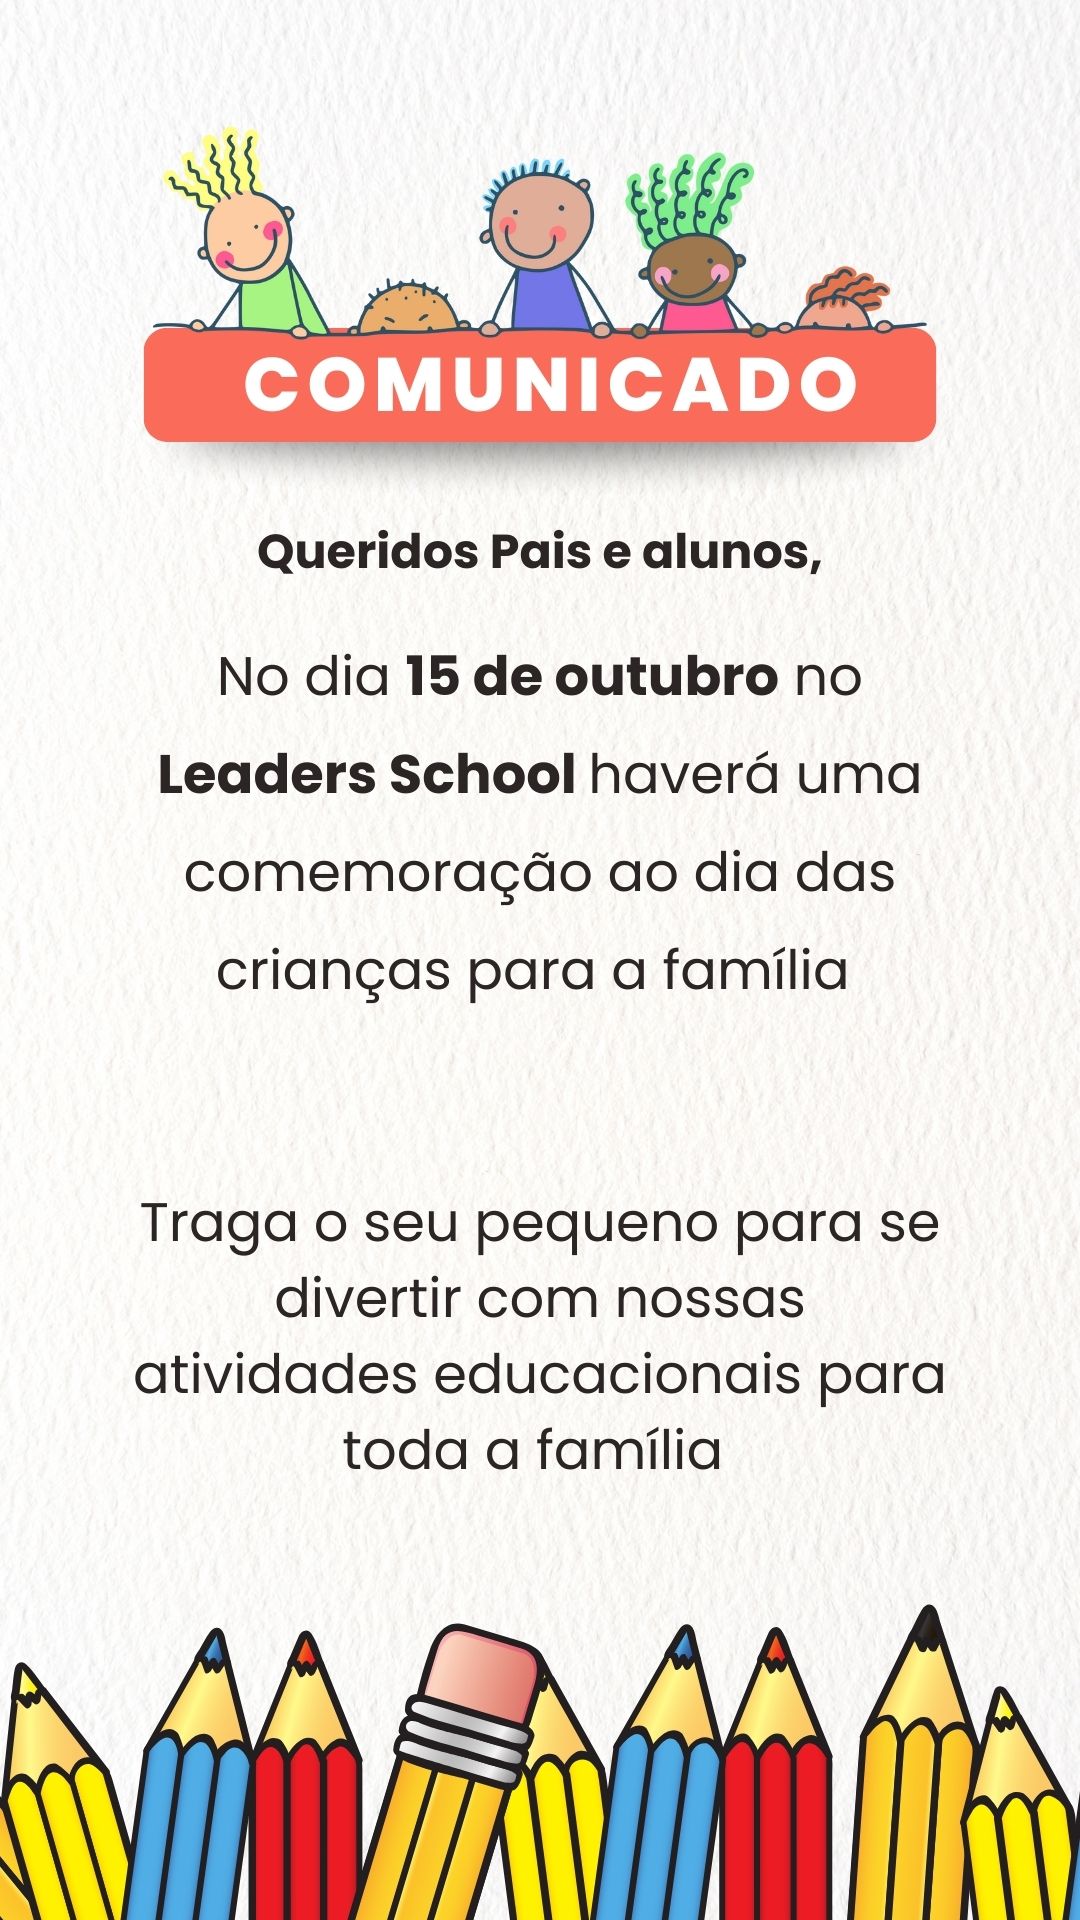 COMUNICADO
Queridos Pais e alunos,
No dia 15 de outubro no
Leaders School haverá uma
comemoração ao dia das
crianças para a família
Traga o seu pequeno para se
divertir com nossas
atividades educacionais para
toda a família